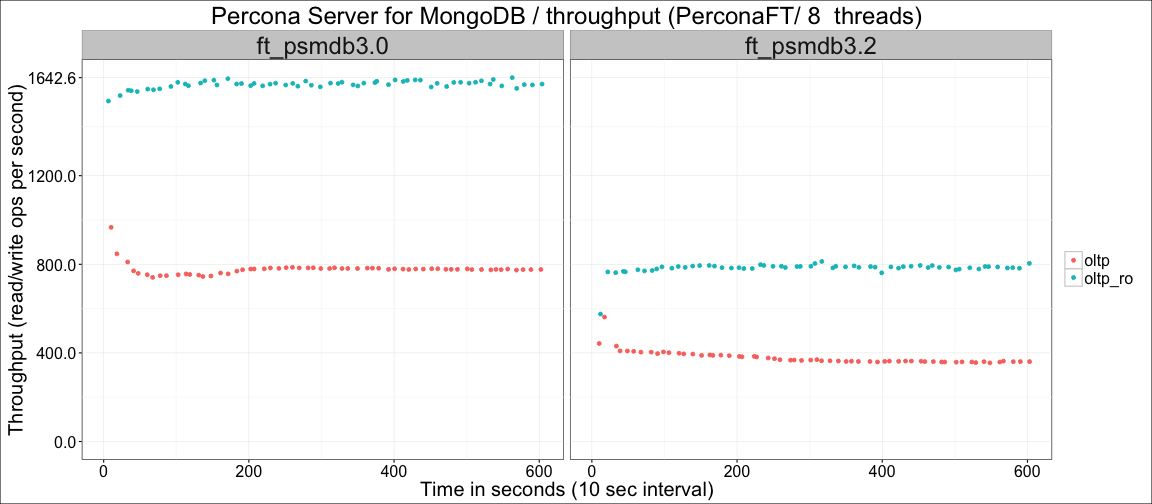 Percona Server for MongoDB / throughput (PerconaFT/ 8  threads)
ft_psmdb3.0
ft_psmdb3.2
Throughput (read/write ops per second)
1642.6
1200.0
800.0
400.0
0.0
0 200 400 600
0 200 400 600
Time in seconds (10 sec interval)
oltp
oltp_ro